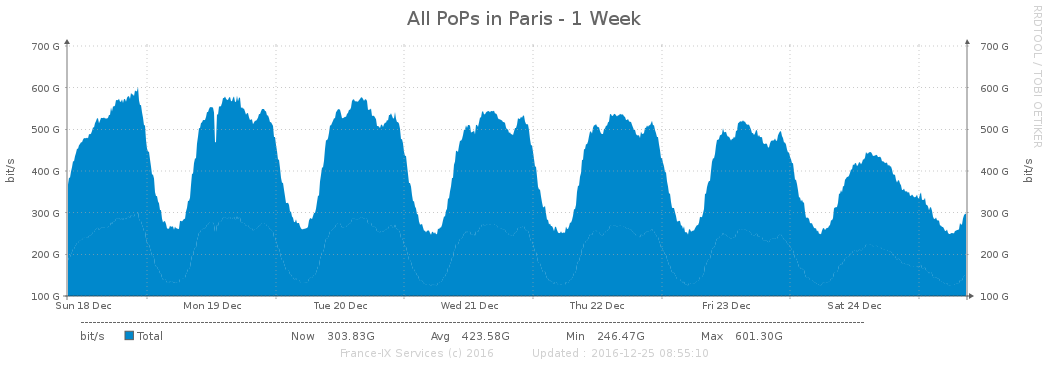 All PoPs in Paris - 1 Week
RRDTOOL / TOBI OETIKER
700 G 700 G
600 G 600 G
500 G 500 G
400 G 400 G
bit/s bit/s
300 G 300 G
200 G 200 G
100 G 100 G
Sun 18 Dec Mon 19 Dec Tue 20 Dec Wed 21 Dec Thu 22 Dec Fri 23 Dec Sat 24 Dec
bit/s Total Now 303.83G Avg 423.58G Min 246.47G Max 601.30G
France-IX Services (c) 2016 Updated : 2016-12-25 08:55:10